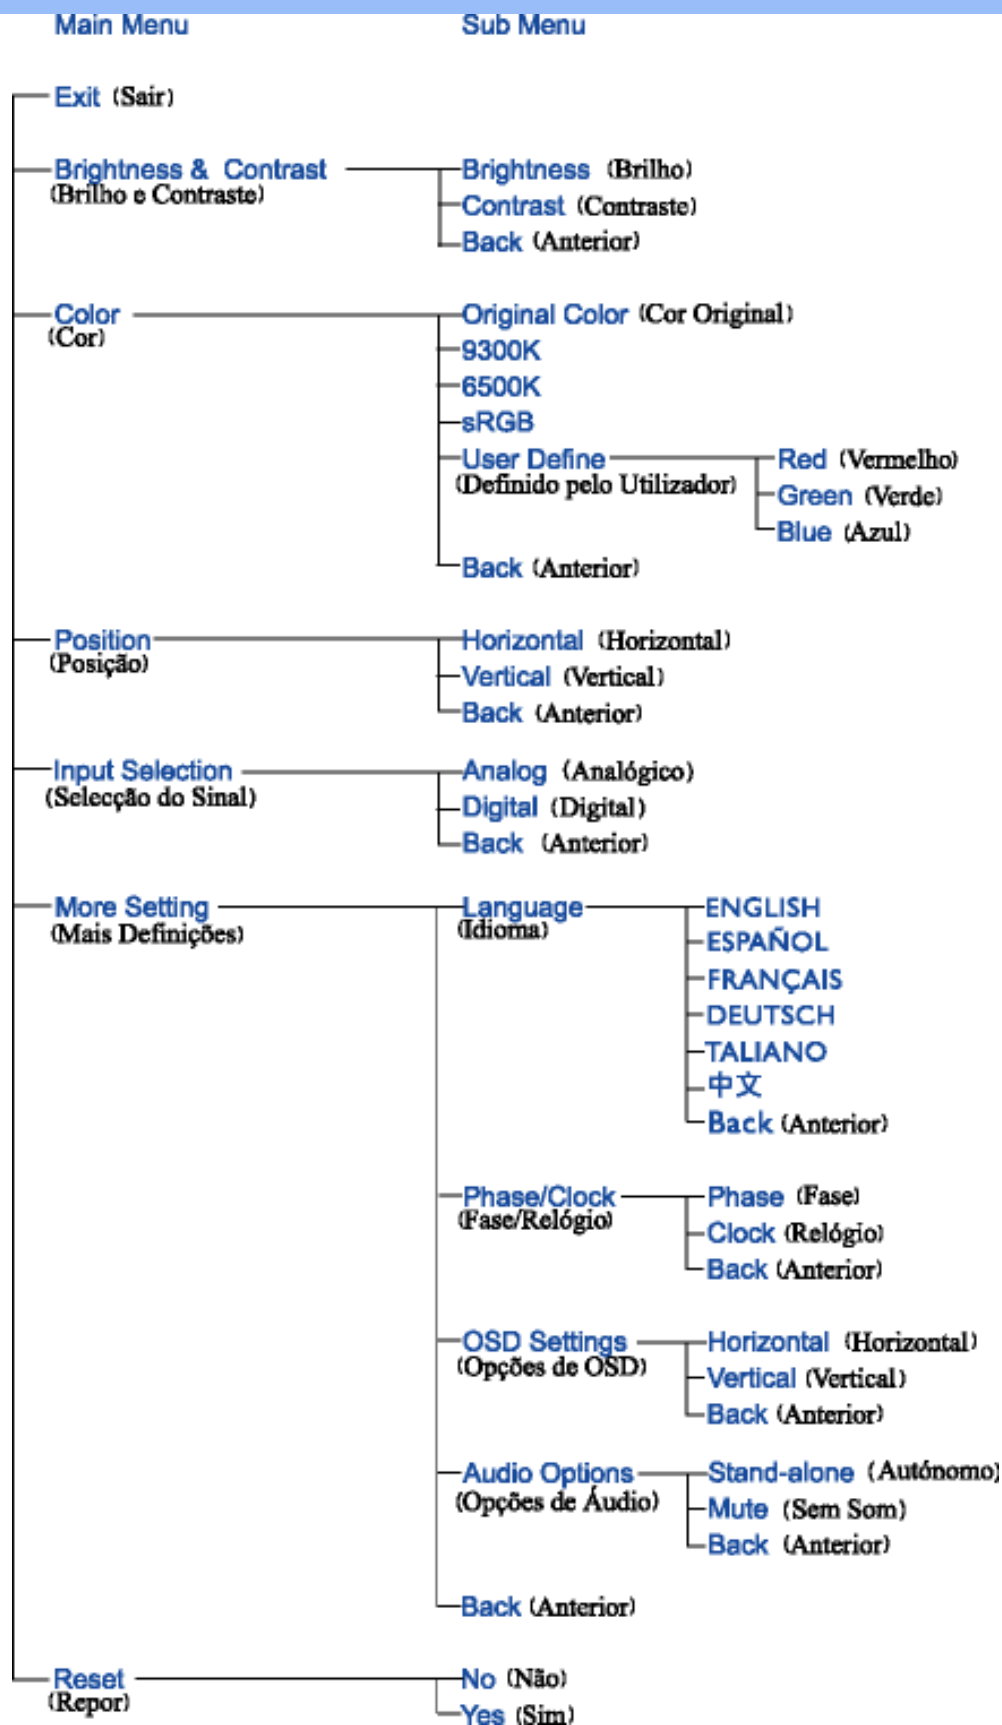 Main Menu Sub Menu
Exit (Sair)
Brightness & Contrast Brightness (Brilho)
(Brilho e Contraste)
Contrast (Contraste)
Back (Anterior)
Color Original Color (Cor Original)
(Cor)
9300K
6500K
sRGB
User Define Red (Vermelho)
(Definido pelo Utilizador)
Green (Verde)
Blue (Azul)
Back (Anterior)
Position Horizontal (Horizontal)
(Posição)
Vertical (Vertical)
Back (Anterior)
Input Selection Analog (Analógico)
(Selecção do Sinal)
Digital (Digital)
Back (Anterior)
More Setting Language ENGLISH
(Mais Definições) (Idioma)
ESPAÑOL
FRANÇAIS
DEUTSCH
TALIANO
中文
Back (Anterior)
Phase/Clock Phase (Fase)
(Fase/Relógio)
Clock (Relógio)
Back (Anterior)
OSD Settings Horizontal (Horizontal)
(Opções de OSD)
Vertical (Vertical)
Back (Anterior)
Audio Options Stand-alone (Autónomo)
(Opções de Áudio)
Mute (Sem Som)
Back (Anterior)
Back (Anterior)
Reset No (Não)
(Repor)
Yes (Sim)